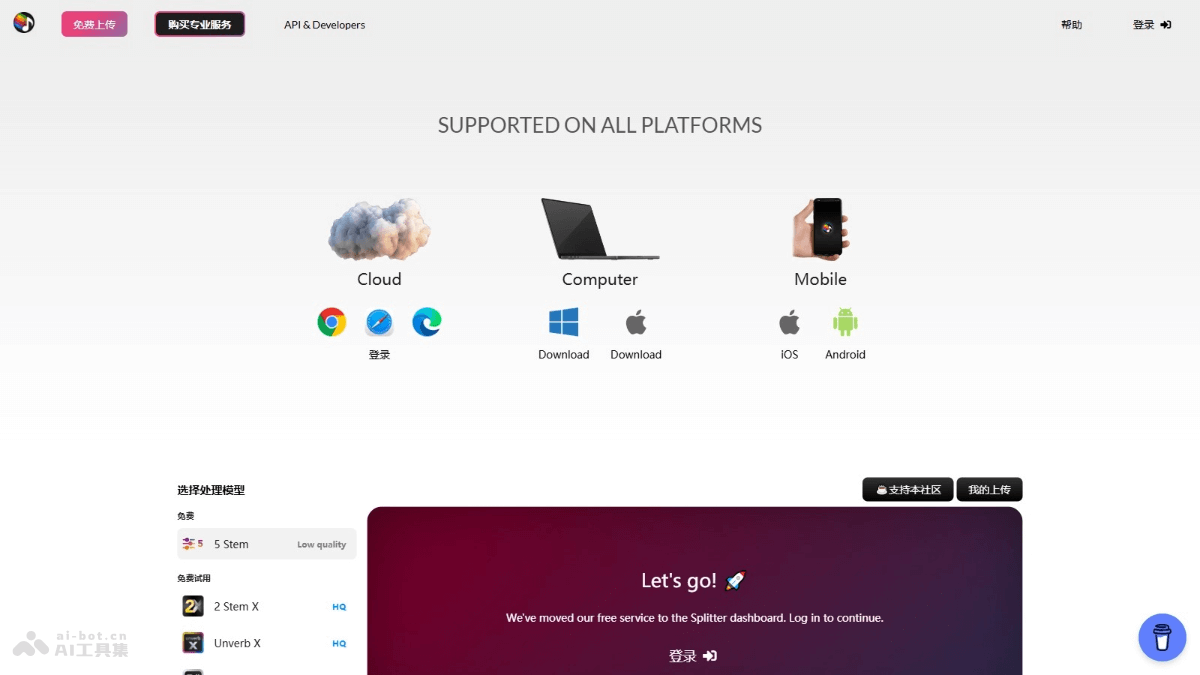 免费上传
购买专业服务
API & Developers
帮助
登录
SUPPORTED ON ALL PLATFORMS
Cloud
Computer
Mobile
登录
Download
Download
iOS
Android
选择处理模型
支持本社区
我的上传
免费
5
5 Stem
Low quality
免费试用
2X
2 Stem X
HQ
X
Unverb X
HQ
Let's go!
We've moved our free service to the Splitter dashboard. Log in to continue.
登录
ai-bot.cn
AI工具集